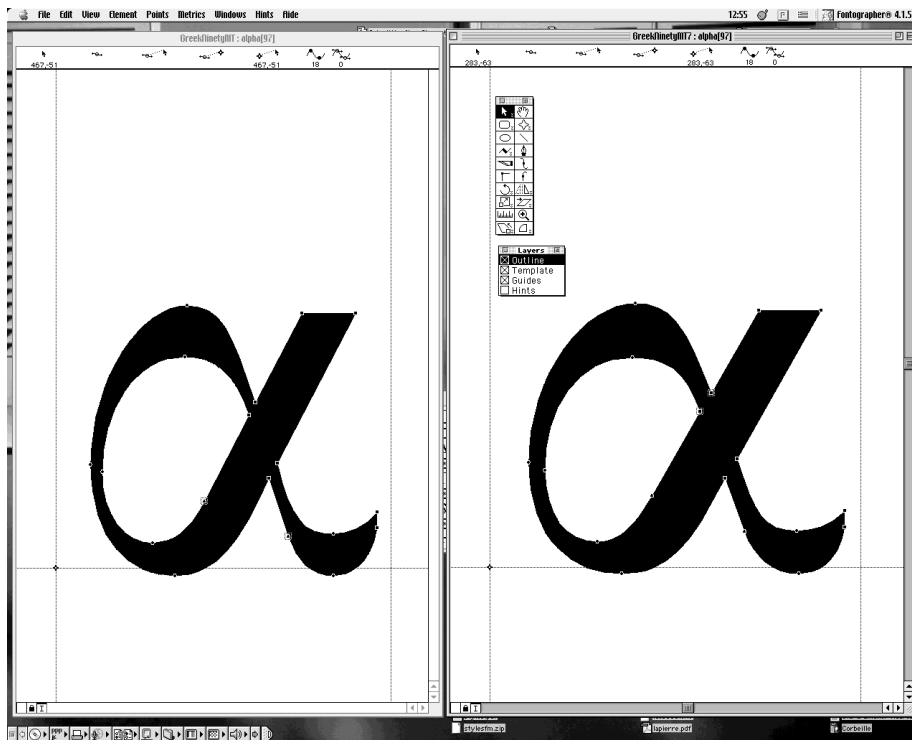 File Edit View Element Points Metrics Windows Hints Aide 12:55 Fontographer® 4.1.5
GreekNinetyMT : alpha[97]
467,-51 467,-51 18 0
GreekNinetyMT7 : alpha[97]
283,-63 283,-63 18 0
Layers
Outline
Template
Guides
Hints
α
α
stylesfm.zip lapierre.pdf Corbeille